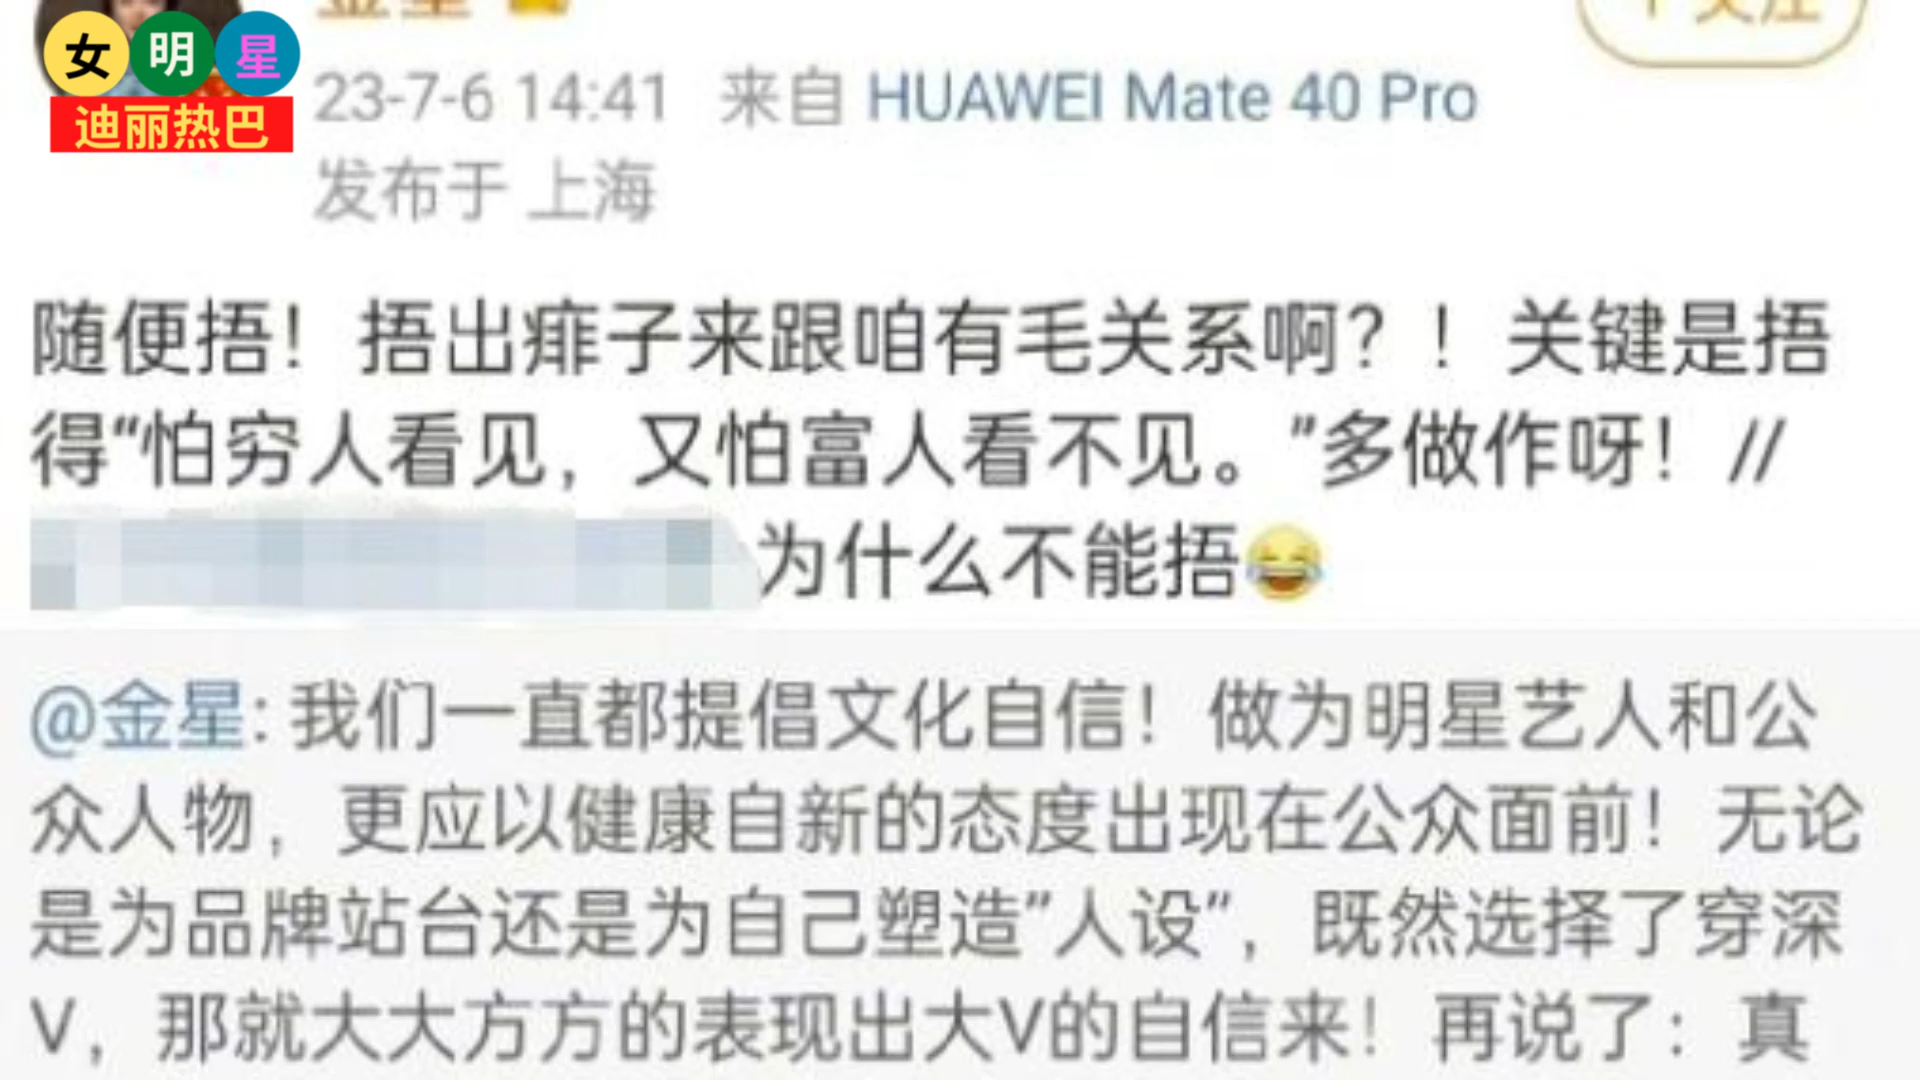 金星
关注
女明星
迪丽热巴
23-7-6 14:41 来自 HUAWEI Mate 40 Pro
发布于 上海
随便捂！捂出痱子来跟咱有毛关系啊？！关键是捂
得“怕穷人看见，又怕富人看不见。”多做作呀！//
为什么不能捂
@金星: 我们一直都提倡文化自信！做为明星艺人和公
众人物，更应以健康自新的态度出现在公众面前！无论
是为品牌站台还是为自己塑造”人设“，既然选择了穿深
V，那就大大方方的表现出大V的自信来！再说了：真